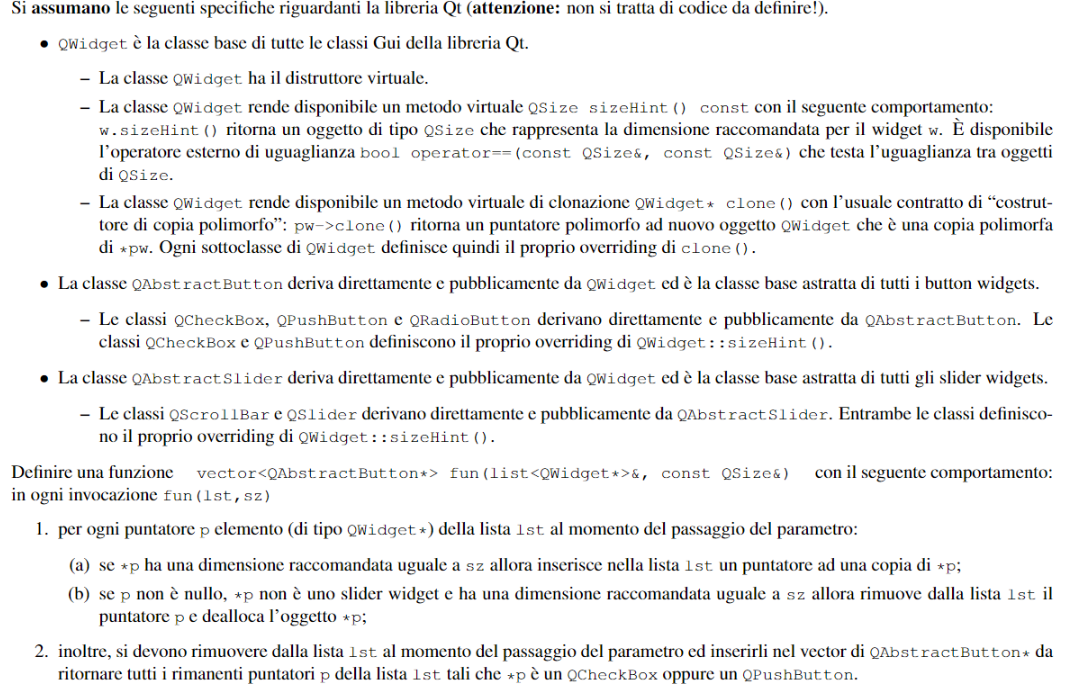 Si assumano le seguenti specifiche riguardanti la libreria Qt (attenzione: non si tratta di codice da definire!).
• QWidget è la classe base di tutte le classi Gui della libreria Qt.
– La classe QWidget ha il distruttore virtuale.
– La classe QWidget rende disponibile un metodo virtuale QSize sizeHint() const con il seguente comportamento:
w.sizeHint() ritorna un oggetto di tipo QSize che rappresenta la dimensione raccomandata per il widget w. È disponibile
l'operatore esterno di uguaglianza bool operator==(const QSize&, const QSize&) che testa l'uguaglianza tra oggetti
di QSize.
– La classe QWidget rende disponibile un metodo virtuale di clonazione QWidget* clone() con l'usuale contratto di “costrut-
tore di copia polimorfo”: pw->clone() ritorna un puntatore polimorfo ad nuovo oggetto QWidget che è una copia polimorfa
di *pw. Ogni sottoclasse di QWidget definisce quindi il proprio overriding di clone().
• La classe QAbstractButton deriva direttamente e pubblicamente da QWidget ed è la classe base astratta di tutti i button widgets.
– Le classi QCheckBox, QPushButton e QRadioButton derivano direttamente e pubblicamente da QAbstractButton. Le
classi QCheckBox e QPushButton definiscono il proprio overriding di QWidget::sizeHint().
• La classe QAbstractSlider deriva direttamente e pubblicamente da QWidget ed è la classe base astratta di tutti gli slider widgets.
– Le classi QScrollBar e QSlider derivano direttamente e pubblicamente da QAbstractSlider. Entrambe le classi definisco-
no il proprio overriding di QWidget::sizeHint().
Definire una funzione vector<QAbstractButton*> fun(list<QWidget*>&, const QSize&) con il seguente comportamento:
in ogni invocazione fun(lst,sz)
1. per ogni puntatore p elemento (di tipo QWidget*) della lista lst al momento del passaggio del parametro:
(a) se *p ha una dimensione raccomandata uguale a sz allora inserisce nella lista lst un puntatore ad una copia di *p;
(b) se p non è nullo, *p non è uno slider widget e ha una dimensione raccomandata uguale a sz allora rimuove dalla lista lst il
puntatore p e dealloca l'oggetto *p;
2. inoltre, si devono rimuovere dalla lista lst al momento del passaggio del parametro ed inserirli nel vector di QAbstractButton* da
ritornare tutti i rimanenti puntatori p della lista lst tali che *p è un QCheckBox oppure un QPushButton.